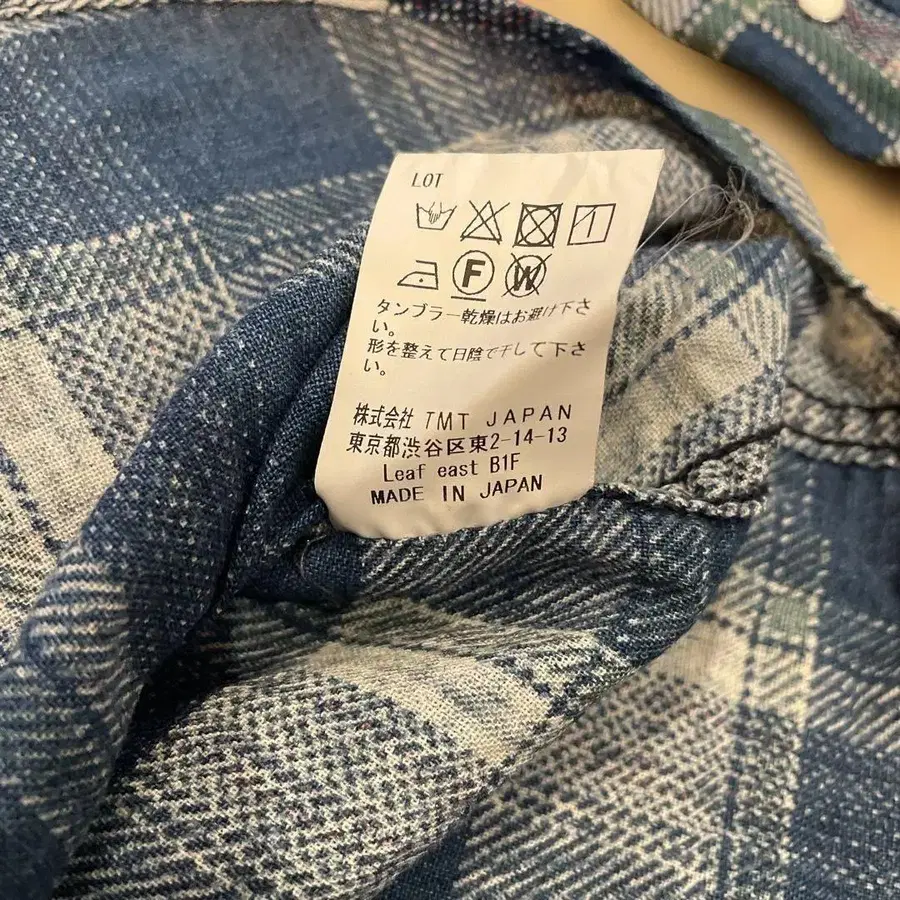 LOT
1
F W
タンブラー乾燥はお避け下さ
い。
形を整えて日陰で干して下さ
い。
株式会社 TMT JAPAN
東京都渋谷区東2-14-13
Leaf east B1F
MADE IN JAPAN